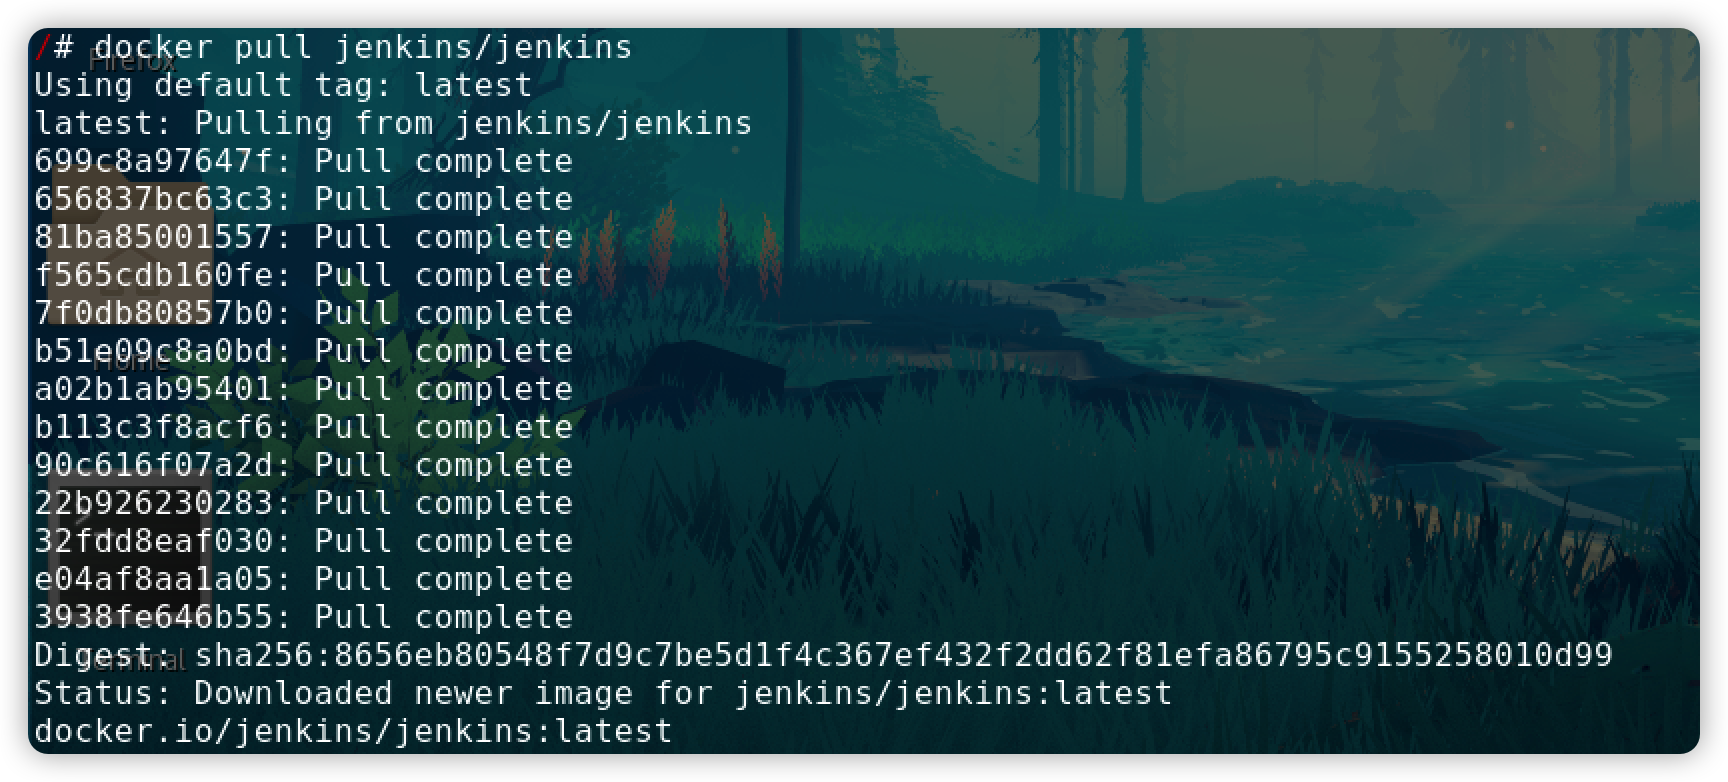 /# docker pull jenkins/jenkins
Using default tag: latest
latest: Pulling from jenkins/jenkins
699c8a97647f: Pull complete
656837bc63c3: Pull complete
81ba85001557: Pull complete
f565cdb160fe: Pull complete
7f0db80857b0: Pull complete
b51e09c8a0bd: Pull complete
a02b1ab95401: Pull complete
b113c3f8acf6: Pull complete
90c616f07a2d: Pull complete
22b926230283: Pull complete
32fdd8eaf030: Pull complete
e04af8aa1a05: Pull complete
3938fe646b55: Pull complete
Digest: sha256:8656eb80548f7d9c7be5d1f4c367ef432f2dd62f81efa86795c9155258010d99
Status: Downloaded newer image for jenkins/jenkins:latest
docker.io/jenkins/jenkins:latest
Firefox
Home
Terminal